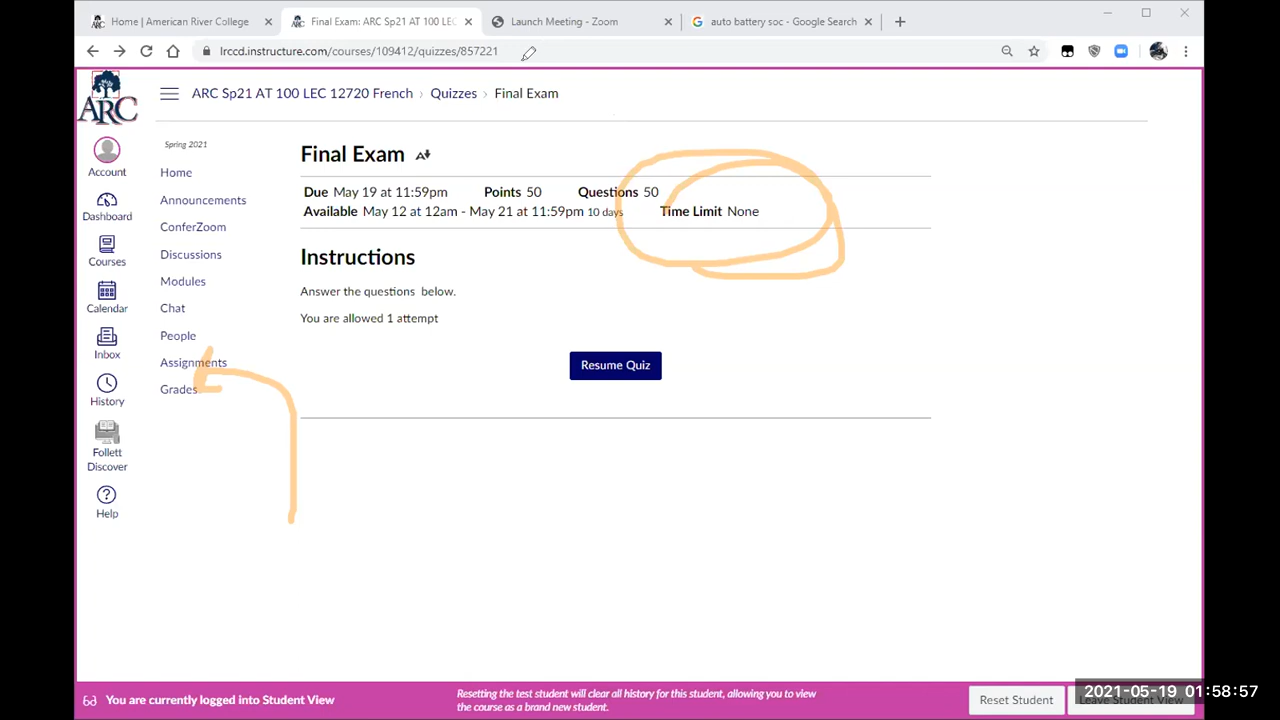 Home | American River College
Final Exam: ARC Sp21 AT 100 LEC
Launch Meeting - Zoom
auto battery soc - Google Search
lrccd.instructure.com/courses/109412/quizzes/857221
ARC
ARC Sp21 AT 100 LEC 12720 French › Quizzes › Final Exam
Account
Dashboard
Courses
Calendar
Inbox
History
Follett
Discover
Help
Spring 2021
Home
Announcements
ConferZoom
Discussions
Modules
Chat
People
Assignments
Grades
Final Exam
Due May 19 at 11:59pm Points 50 Questions 50
Available May 12 at 12am - May 21 at 11:59pm 10 days Time Limit None
Instructions
Answer the questions below.
You are allowed 1 attempt
Resume Quiz
You are currently logged into Student View
Resetting the test student will clear all history for this student, allowing you to view
the course as a brand new student.
Reset Student
Leave Student View
2021-05-19 01:58:57